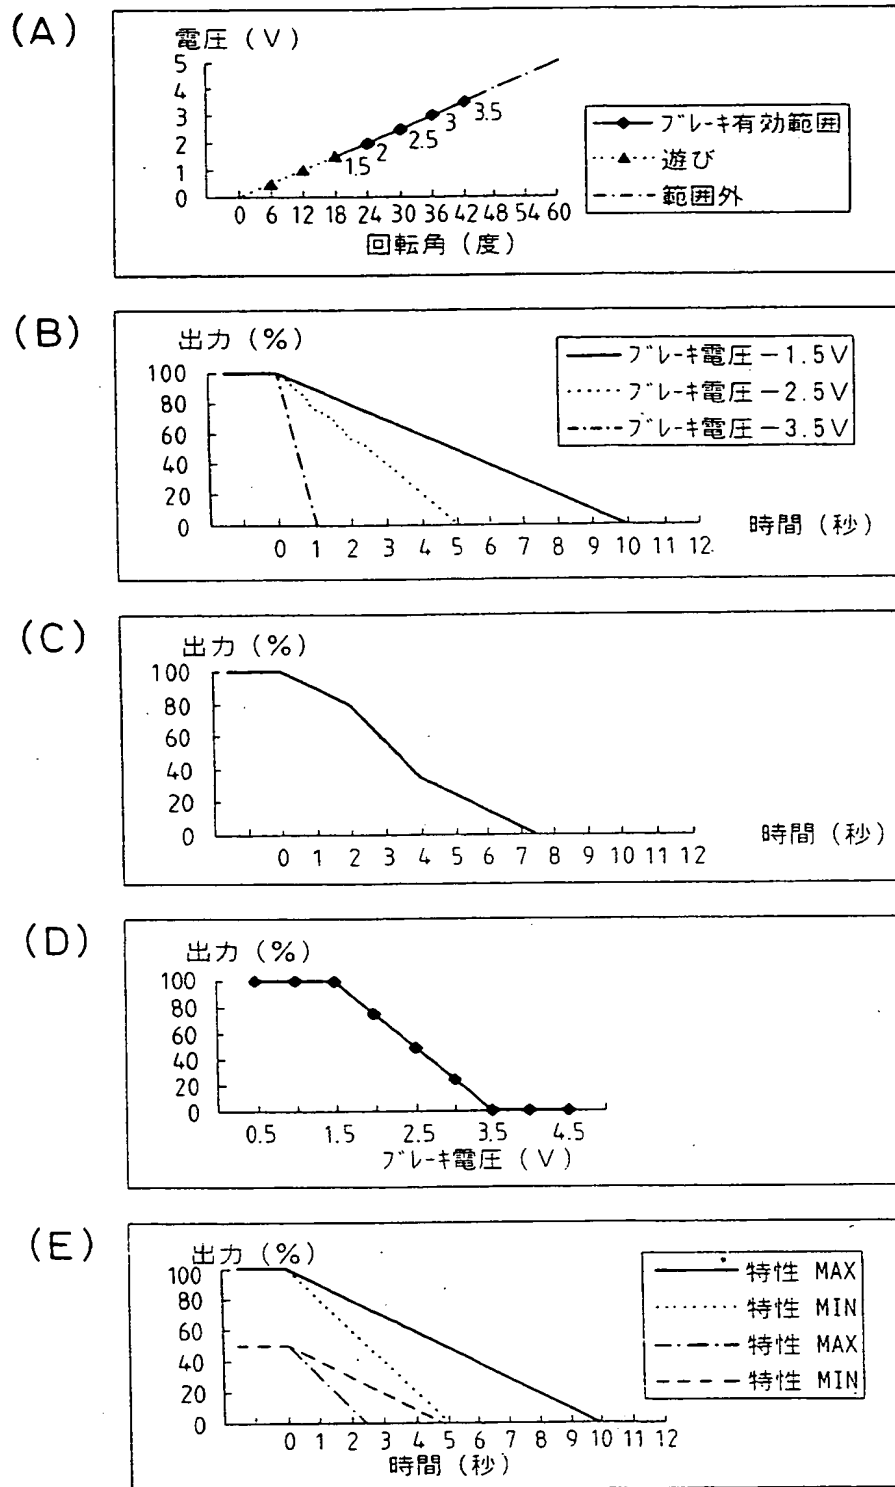 (A)
電圧 (V)
5
4
3
2
1
0
1.5
2
2.5
3
3.5
0 6 12 18 24 30 36 42 48 54 60
回転角 (度)
ブレーキ有効範囲
遊び
範囲外
(B)
出力 (%)
100
80
60
40
20
0
0 1 2 3 4 5 6 7 8 9 10 11 12
時間 (秒)
ブレーキ電圧－1.5V
ブレーキ電圧－2.5V
ブレーキ電圧－3.5V
(C)
出力 (%)
100
80
60
40
20
0
0 1 2 3 4 5 6 7 8 9 10 11 12
時間 (秒)
(D)
出力 (%)
100
80
60
40
20
0
0.5 1.5 2.5 3.5 4.5
ブレーキ電圧 (V)
(E)
出力 (%)
100
80
60
40
20
0
0 1 2 3 4 5 6 7 8 9 10 11 12
時間 (秒)
特性 MAX
特性 MIN
特性 MAX
特性 MIN